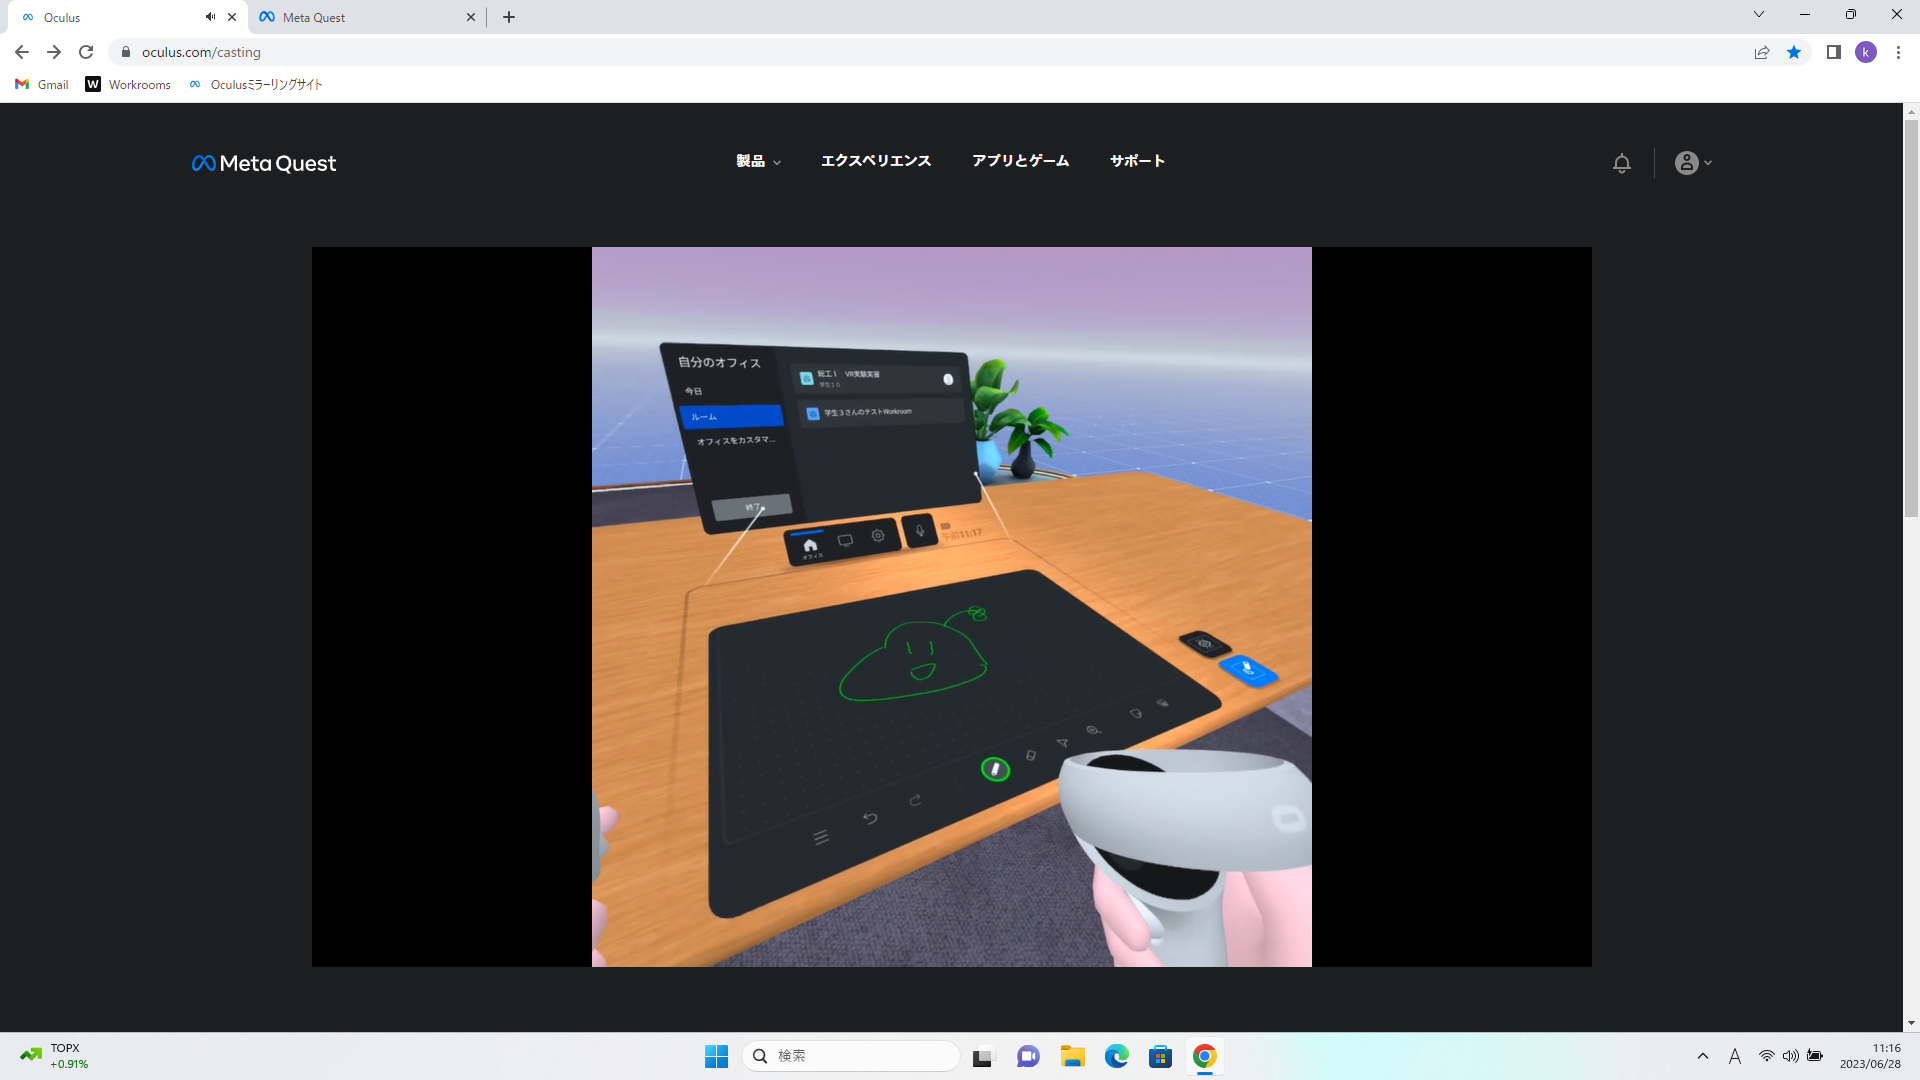 Oculus
Meta Quest
oculus.com/casting
k
Gmail
W Workrooms
Oculusミラーリングサイト
Meta Quest
製品
エクスペリエンス
アプリとゲーム
サポート
自分のオフィス
今日
ルーム
オフィスをカスタマ...
終了
総工Ⅰ VR実験実習
学生10
学生3さんのテストWorkroom
オフィス
午前11:17
TOPX
+0.91%
検索
A
11:16
2023/06/28